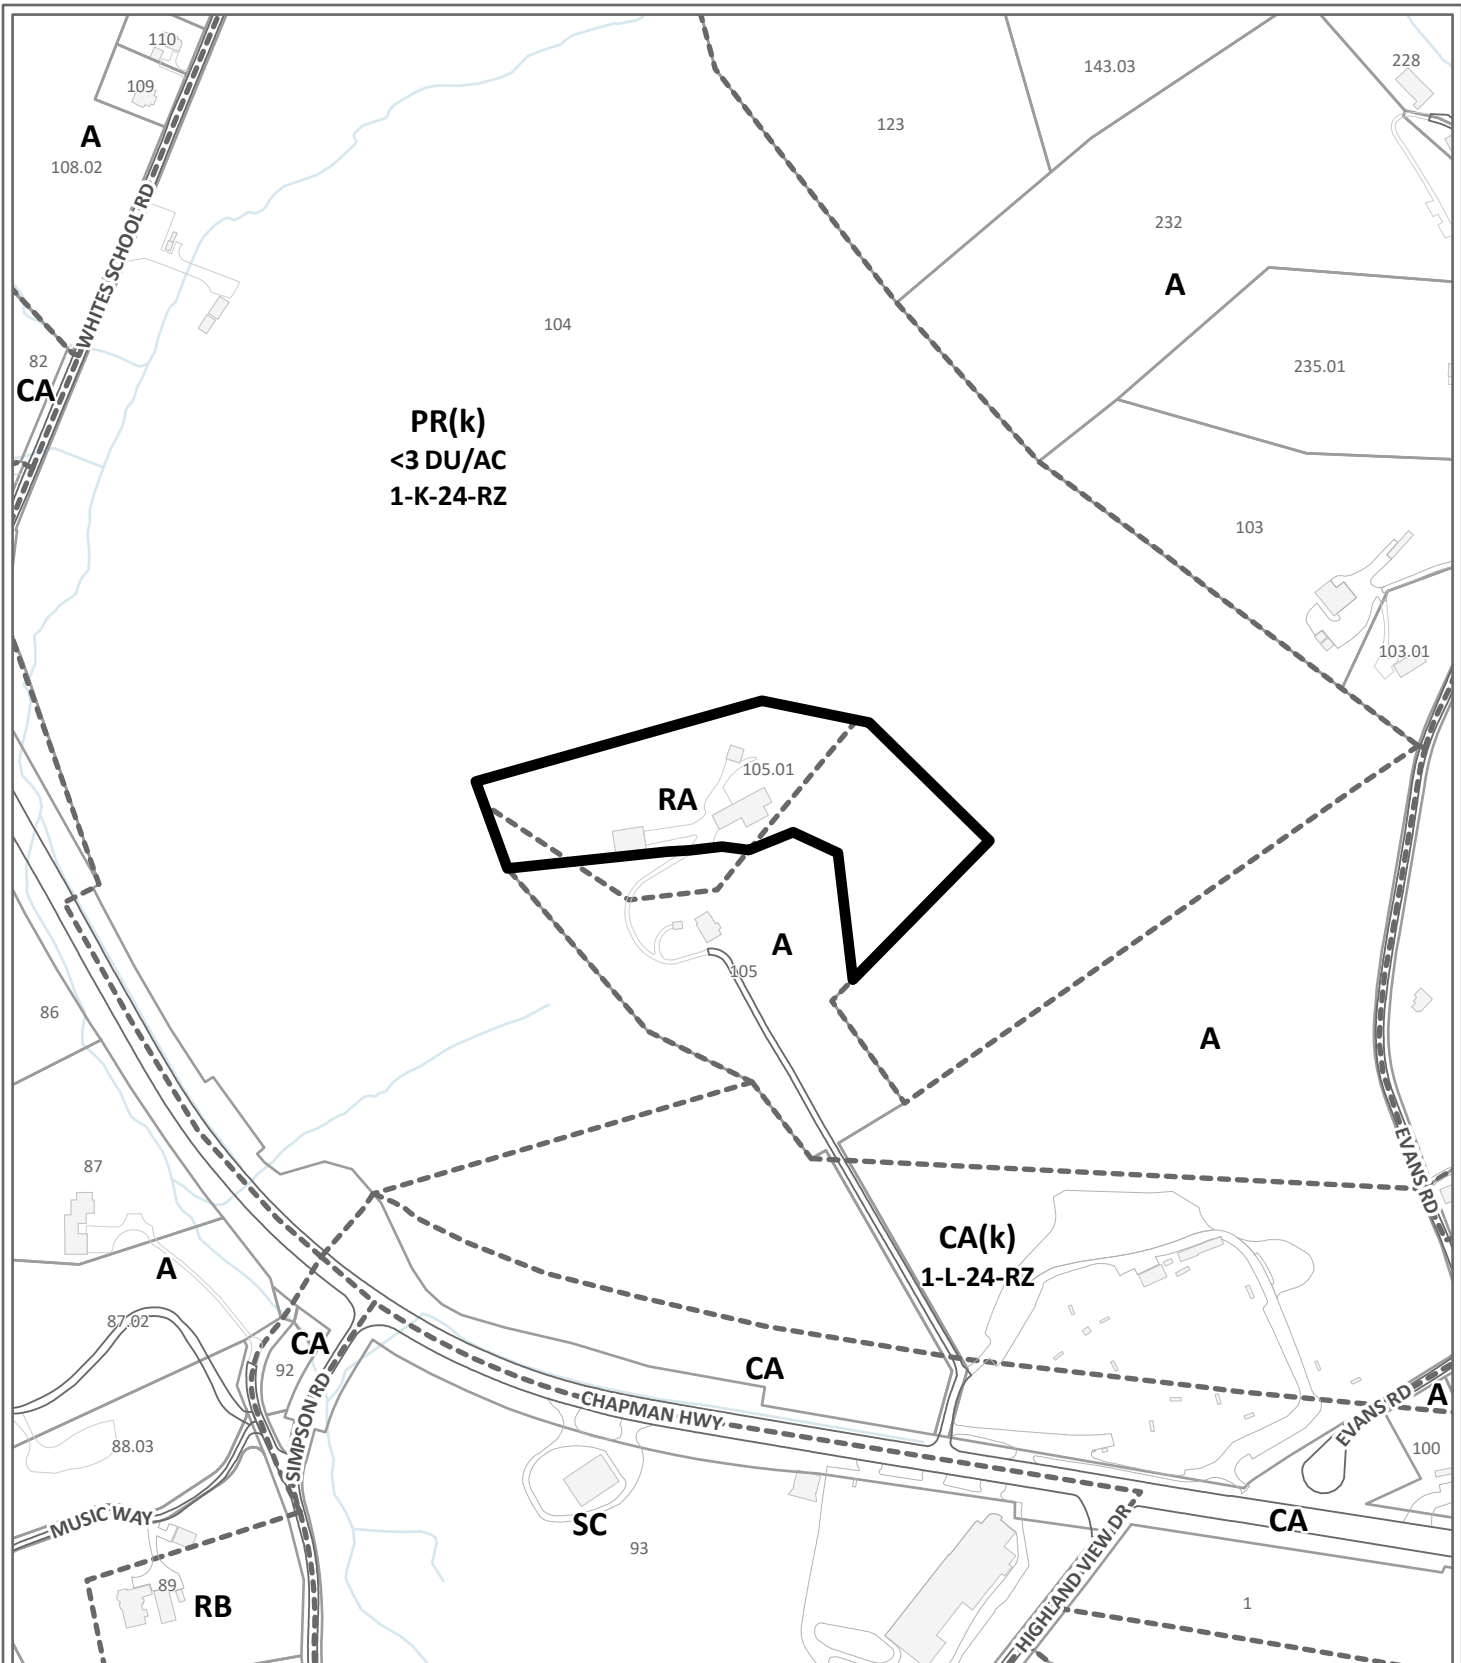 110
109
A
108.02
WHITES SCHOOL RD
82
CA
143.03
228
123
232
A
104
235.01
PR(k)
<3 DU/AC
1-K-24-RZ
103
103.01
105.01
RA
A
105
86
A
EVANS RD
87
CA(k)
1-L-24-RZ
A
87.02
CA
92
SIMPSON RD
CA
CHAPMAN HWY
EVANS RD
A
100
88.03
MUSIC WAY
SC
93
CA
HIGHLAND VIEW DR
89
RB
1